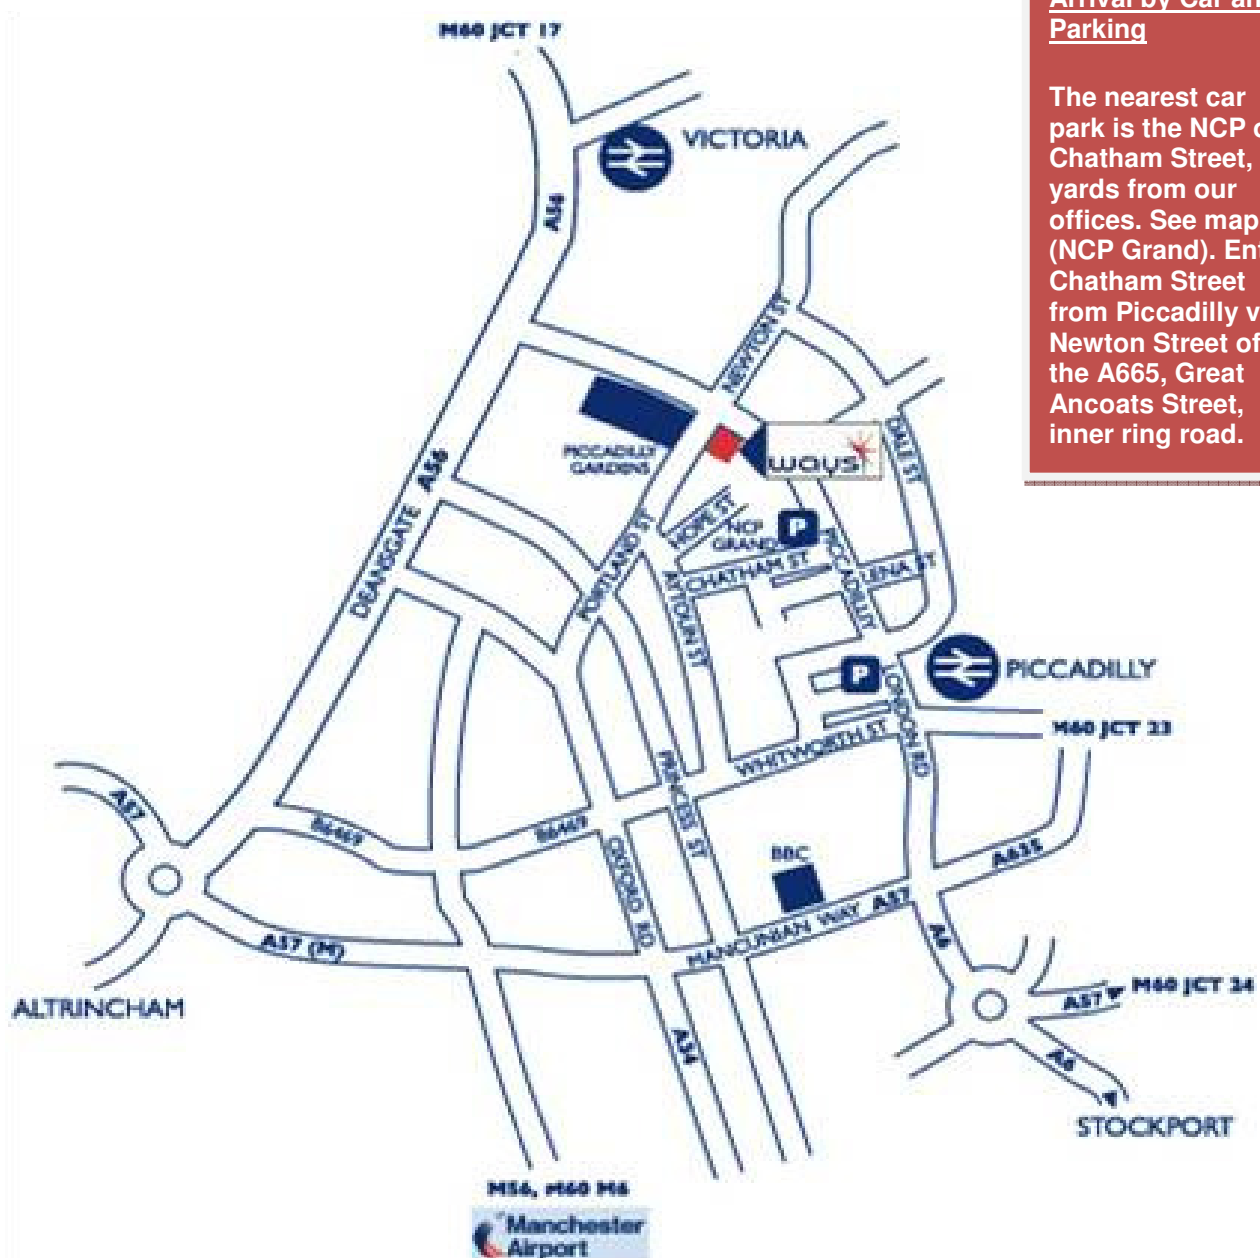 M60 JCT 17
VICTORIA
A56
NEWTON ST
PICCADILLY
GARDENS
ways
DALE ST
DEANSGATE A56
PORTLAND ST
HOPE ST
NCP
GRAND
P
CHATHAM ST
PICCADILLY
LENA ST
AYTOUN ST
P
PICCADILLY
LONDON RD
M60 JCT 23
WHITWORTH ST
PRINCESS ST
A57
B6469
B6469
OXFORD RD
BBC
A635
MANCUNIAN WAY A57
A57 (M)
A6
ALTRINCHAM
A34
A57
M60 JCT 24
A6
STOCKPORT
M56, M60 M6
Manchester
Airport
Arrival by Car an
Parking
The nearest car
park is the NCP o
Chatham Street,
yards from our
offices. See map
(NCP Grand). Ent
Chatham Street
from Piccadilly v
Newton Street of
the A665, Great
Ancoats Street,
inner ring road.